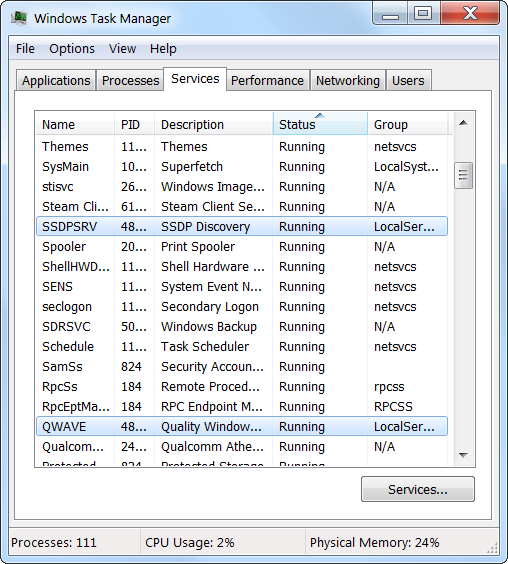 Windows Task Manager
File Options View Help
Applications Processes Services Performance Networking Users
Name PID Description Status Group
Themes 11... Themes Running netsvcs
SysMain 10... Superfetch Running LocalSyst...
stisvc 26... Windows Image... Running N/A
Steam Cli... 61... Steam Client Se... Running N/A
SSDPSRV 48... SSDP Discovery Running LocalSer...
Spooler 20... Print Spooler Running N/A
ShellHWD... 11... Shell Hardware ... Running netsvcs
SENS 11... System Event N... Running netsvcs
seclogon 11... Secondary Logon Running netsvcs
SDRSVC 50... Windows Backup Running N/A
Schedule 11... Task Scheduler Running netsvcs
SamSs 824 Security Accoun... Running
RpcSs 184 Remote Proced... Running rpcss
RpcEptMa... 184 RPC Endpoint M... Running RPCSS
QWAVE 48... Quality Window... Running LocalSer...
Qualcom... 24... Qualcomm Athe... Running N/A
Protected 824 Protected Storage Running
Services...
Processes: 111 CPU Usage: 2% Physical Memory: 24%